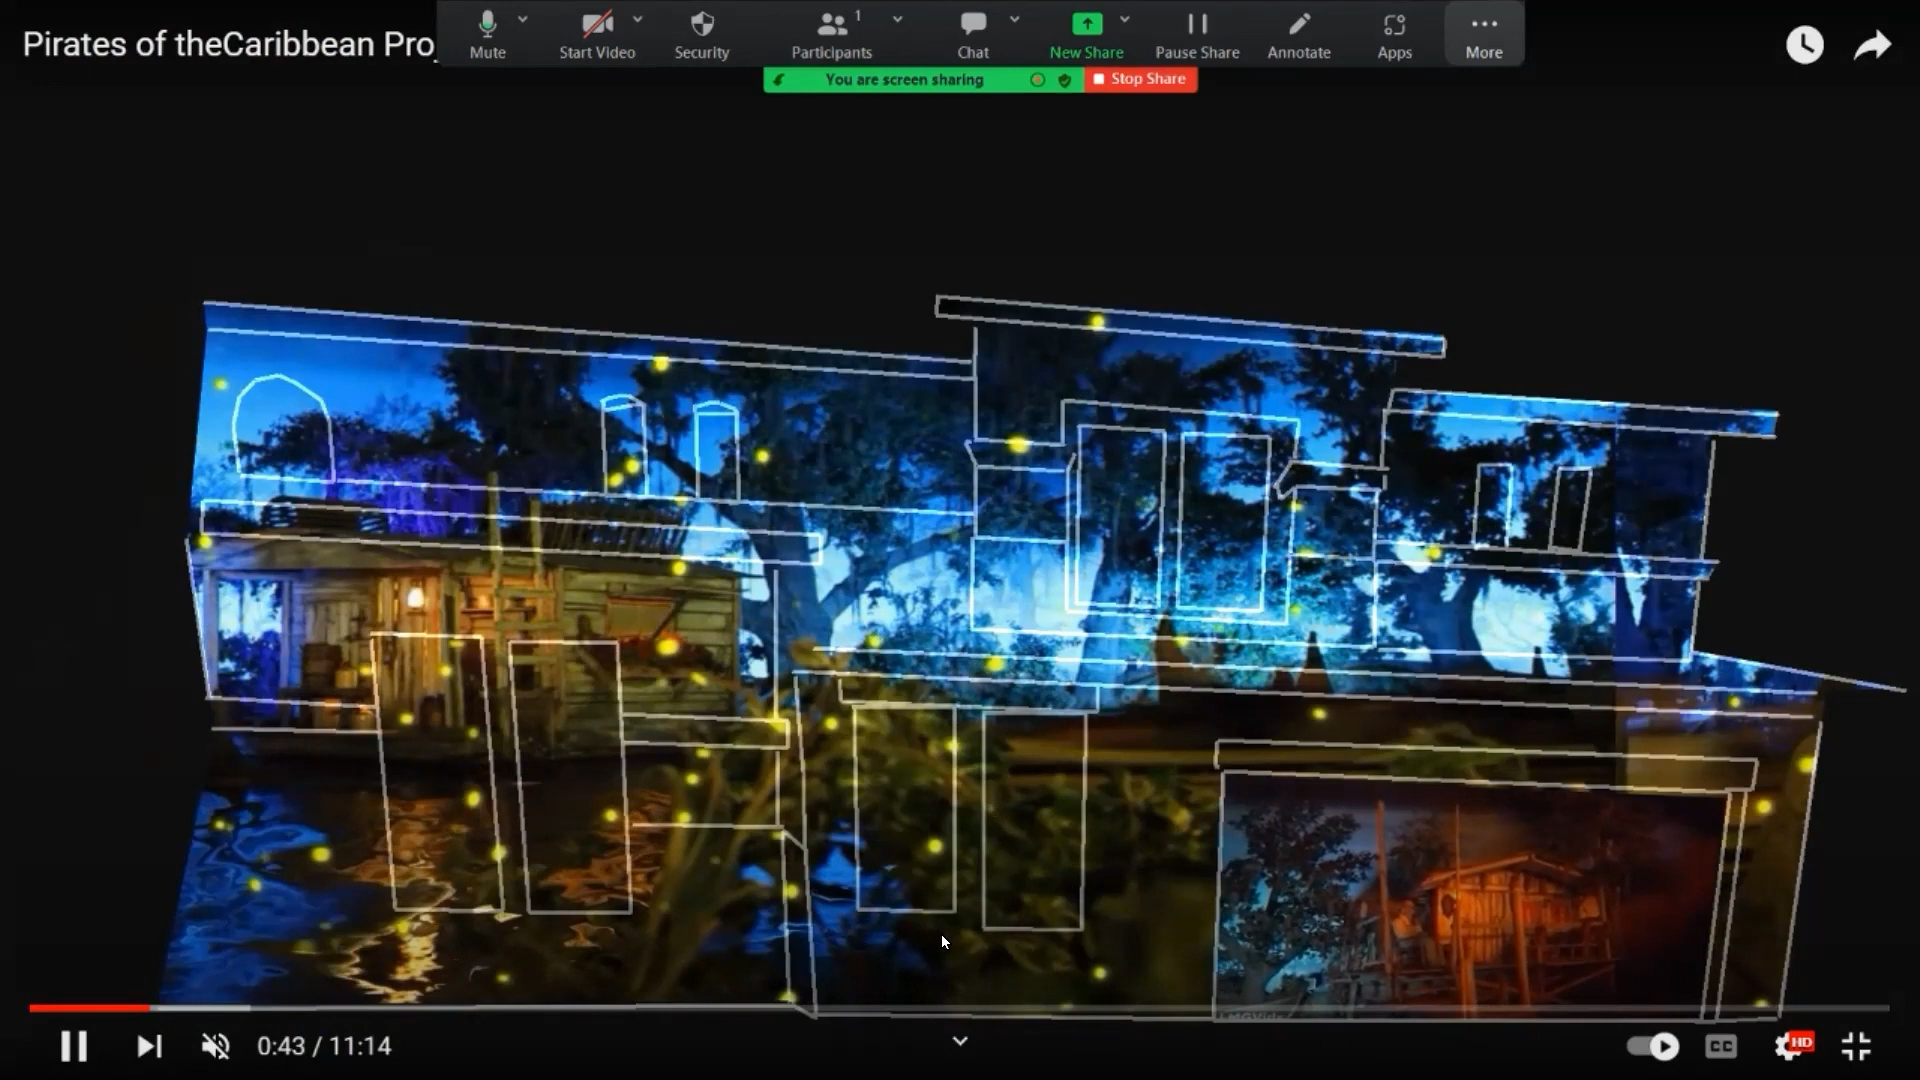 Pirates of theCaribbean Pro
Mute
Start Video
Security
Participants
1
Chat
New Share
Pause Share
Annotate
Apps
More
You are screen sharing
Stop Share
0:43 / 11:14
CC
HD